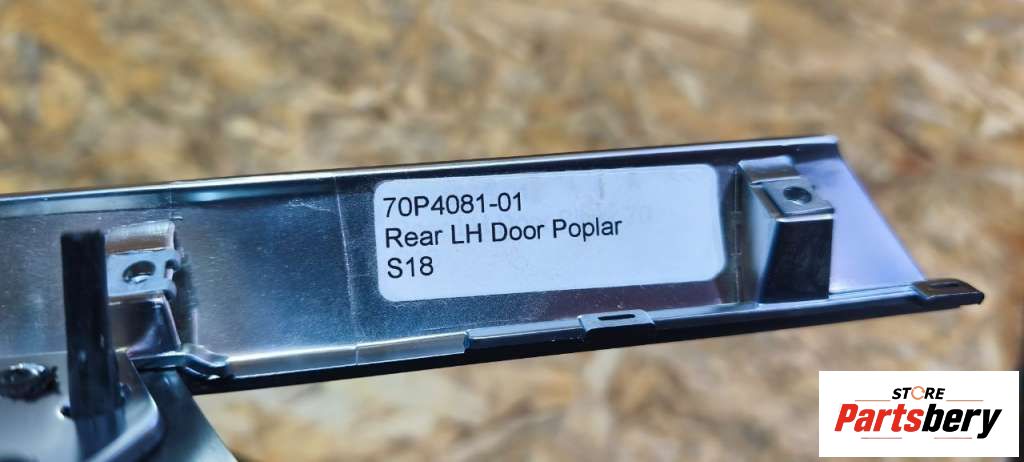 70P4081-01
Rear LH Door Poplar
S18
STORE
Partsbery